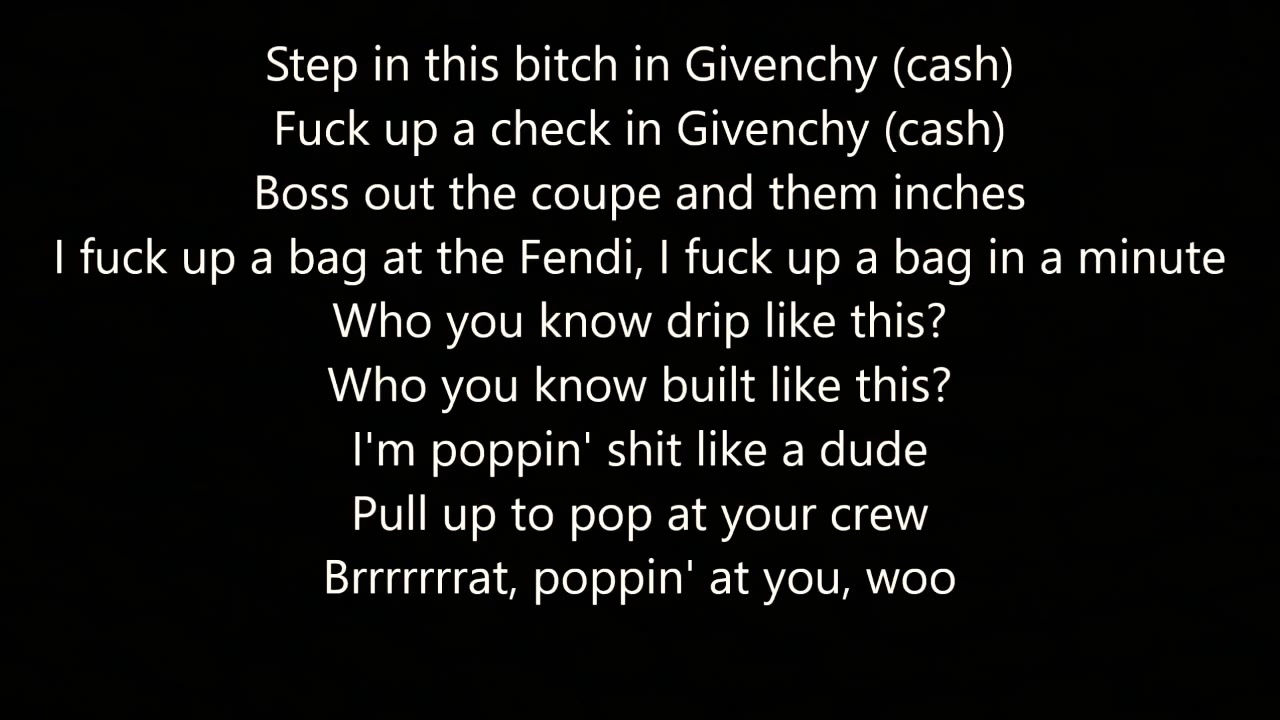 Step in this bitch in Givenchy (cash)
Fuck up a check in Givenchy (cash)
Boss out the coupe and them inches
I fuck up a bag at the Fendi, I fuck up a bag in a minute
Who you know drip like this?
Who you know built like this?
I'm poppin' shit like a dude
Pull up to pop at your crew
Brrrrrrrat, poppin' at you, woo